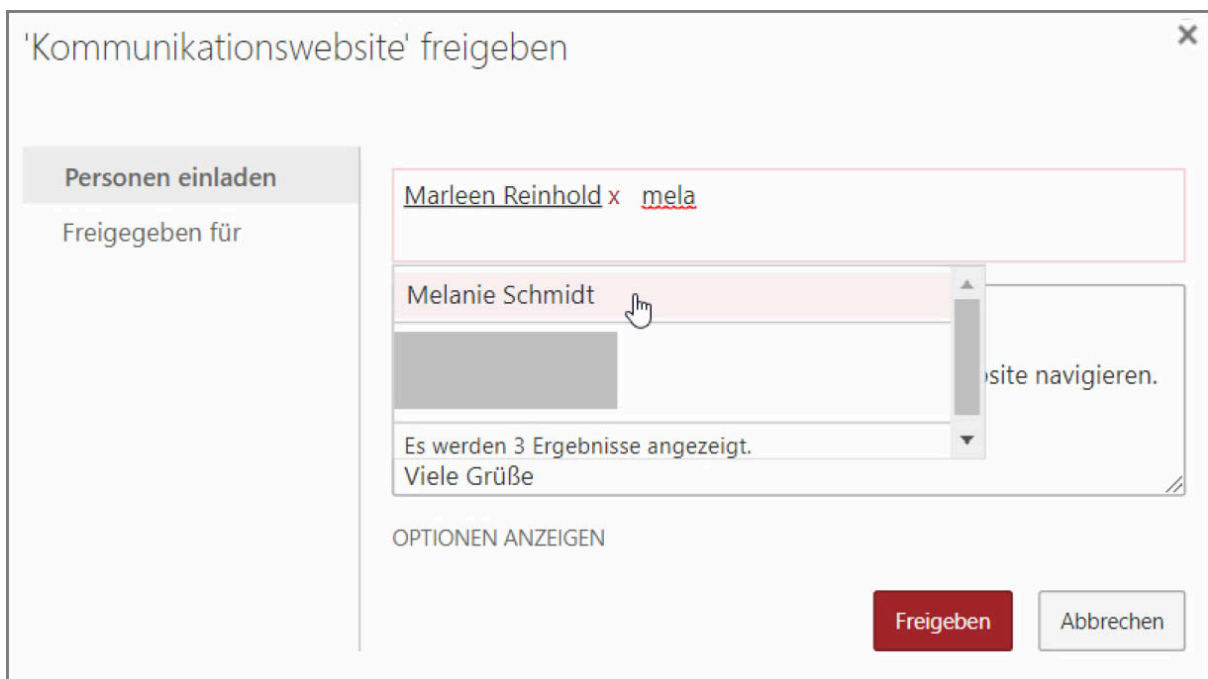 'Kommunikationswebsite' freigeben
Personen einladen
Freigegeben für
Marleen Reinhold x mela
Melanie Schmidt
site navigieren.
Es werden 3 Ergebnisse angezeigt.
Viele Grüße
OPTIONEN ANZEIGEN
Freigeben
Abbrechen